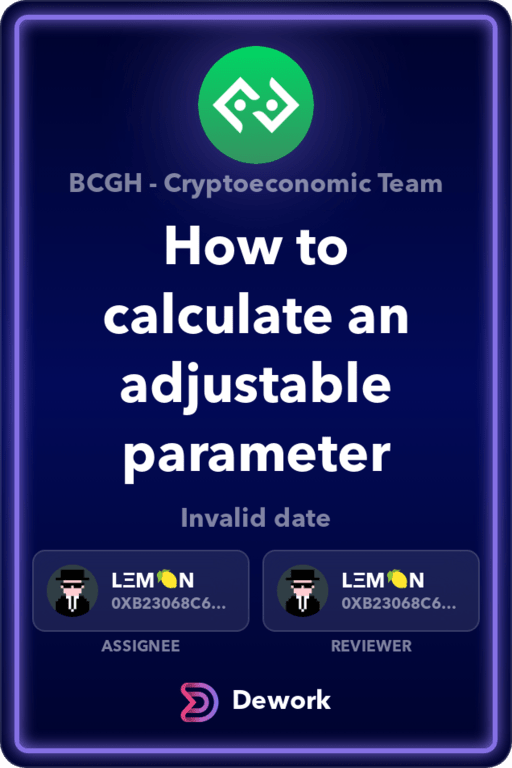 BCGH - Cryptoeconomic Team
How to
calculate an
adjustable
parameter
Invalid date
LΞM🍋N
0XB23068C6...
ASSIGNEE
LΞM🍋N
0XB23068C6...
REVIEWER
Dework